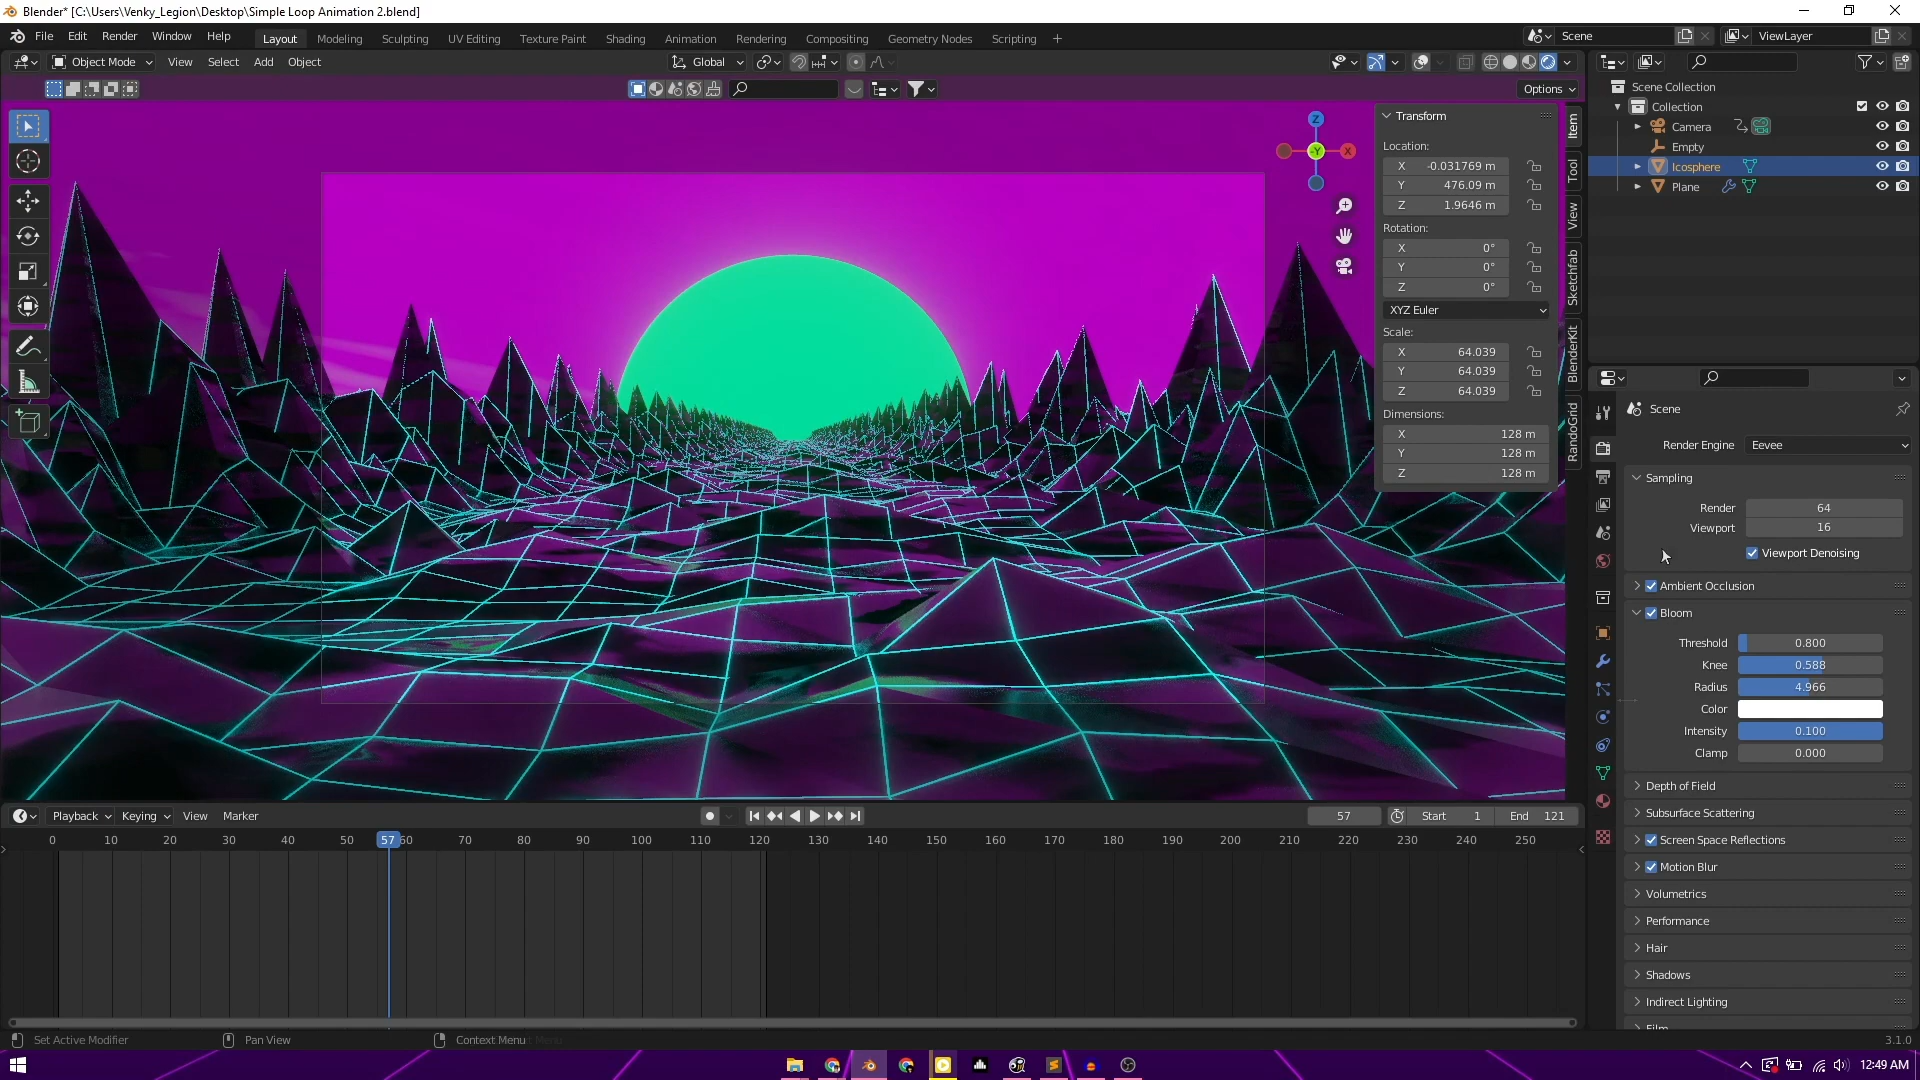 Blender* [C:\Users\Venky_Legion\Desktop\Simple Loop Animation 2.blend]
File Edit Render Window Help Layout Modeling Sculpting UV Editing Texture Paint Shading Animation Rendering Compositing Geometry Nodes Scripting + Scene ViewLayer
Object Mode View Select Add Object Global
Options
Scene Collection
Collection
Camera
Empty
Icosphere
Plane
Z
-Y
X
Item
Tool
View
Sketchfab
BlenderKit
RandoGrid
Transform
Location:
X -0.031769 m
Y 476.09 m
Z 1.9646 m
Rotation:
X 0°
Y 0°
Z 0°
XYZ Euler
Scale:
X 64.039
Y 64.039
Z 64.039
Dimensions:
X 128 m
Y 128 m
Z 128 m
Scene
Render Engine Eevee
Sampling
Render 64
Viewport 16
Viewport Denoising
Ambient Occlusion
Bloom
Threshold 0.800
Knee 0.588
Radius 4.966
Color
Intensity 0.100
Clamp 0.000
Depth of Field
Subsurface Scattering
Screen Space Reflections
Motion Blur
Volumetrics
Performance
Hair
Shadows
Indirect Lighting
Film
Playback Keying View Marker 57 Start 1 End 121
0 10 20 30 40 50 57 60 70 80 90 100 110 120 130 140 150 160 170 180 190 200 210 220 230 240 250
Set Active Modifier Pan View Context Menu Menu 3.1.0
12:49 AM